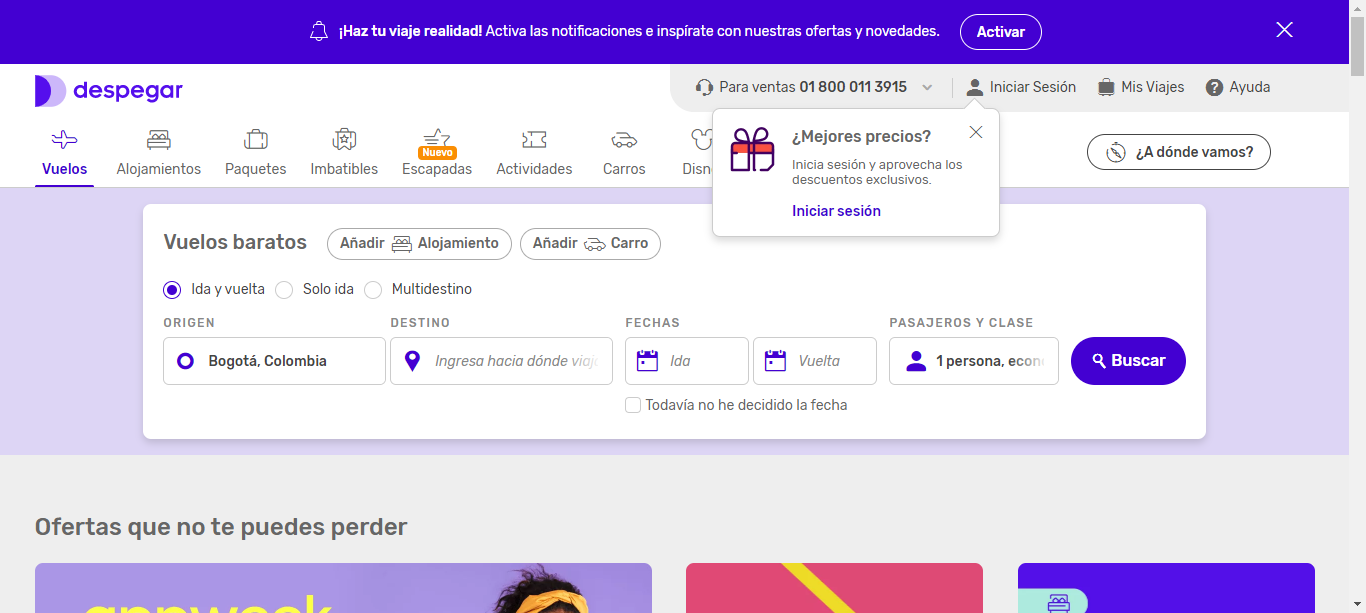 ¡Haz tu viaje realidad! Activa las notificaciones e inspírate con nuestras ofertas y novedades.
Activar
despegar
Para ventas 01 800 011 3915
Iniciar Sesión
Mis Viajes
Ayuda
Vuelos
Alojamientos
Paquetes
Imbatibles
Nuevo
Escapadas
Actividades
Carros
¿Mejores precios?
Inicia sesión y aprovecha los
descuentos exclusivos.
Iniciar sesión
¿A dónde vamos?
Vuelos baratos
Añadir Alojamiento
Añadir Carro
Ida y vuelta
Solo ida
Multidestino
ORIGEN
DESTINO
FECHAS
PASAJEROS Y CLASE
Bogotá, Colombia
Ingresa hacia dónde viaj
Ida
Vuelta
1 persona, econ
Buscar
Todavía no he decidido la fecha
Ofertas que no te puedes perder
appweek